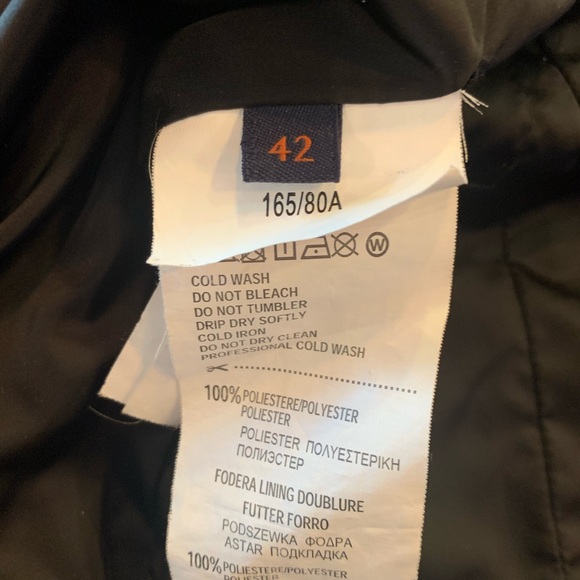 42
165/80A
W
COLD WASH
DO NOT BLEACH
DO NOT TUMBLER
DRIP DRY SOFTLY
COLD IRON
DO NOT DRY CLEAN
PROFESSIONAL COLD WASH
100% POLIESTERE/POLYESTER
POLIESTER
POLIESTER ΠΟΛΥΕΣΤΕΡΙΚΗ
ПОЛИЭСТЕР
FODERA LINING DOUBLURE
FUTTER FORRO
PODSZEWKA ΦΟΔΡΑ
ASTAR ПОДКЛАДКА
100% POLIESTERE/POLYESTER